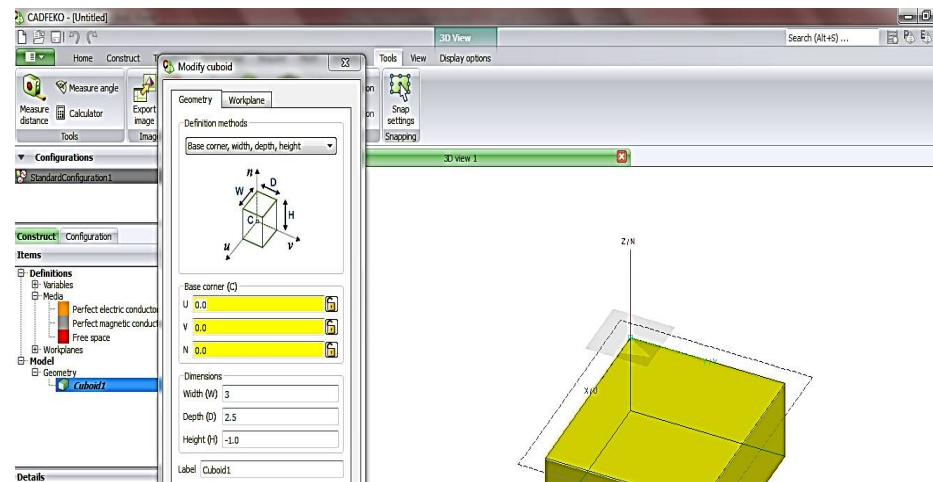 CADFEKO - [Untitled]
3D View
Search (Alt+S) ...
Home Construct Tools View Display options
Modify cuboid
Measure distance
Measure angle
Calculator
Export image
Snap settings
Tools
Snapping
Geometry Workplane
Definition methods
Base corner, width, depth, height
n
W D
C H
u v
Base corner (C)
U 0.0
V 0.0
N 0.0
Dimensions
Width (W) 3
Depth (D) 2.5
Height (H) -1.0
Label Cuboid1
Configurations
StandardConfiguration1
Construct Configuration
Items
Definitions
Variables
Media
Perfect electric conducto
Perfect magnetic conduct
Free space
Workplanes
Model
Geometry
Cuboid1
Details
3D view 1
Z/N
X/U